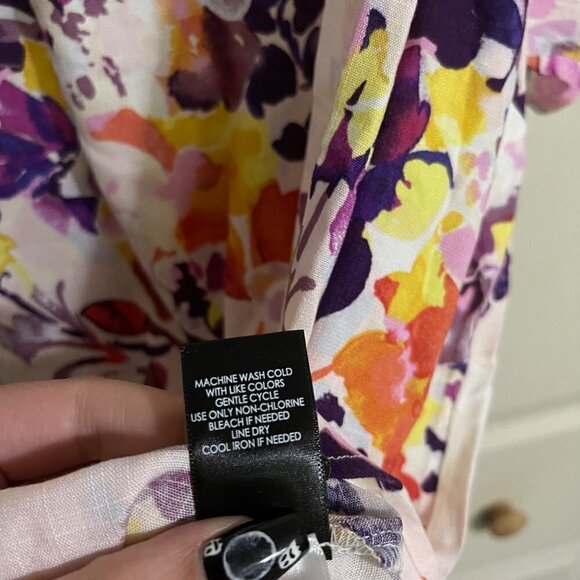 MACHINE WASH COLD
WITH LIKE COLORS
GENTLE CYCLE
USE ONLY NON-CHLORINE
BLEACH IF NEEDED
LINE DRY
COOL IRON IF NEEDED